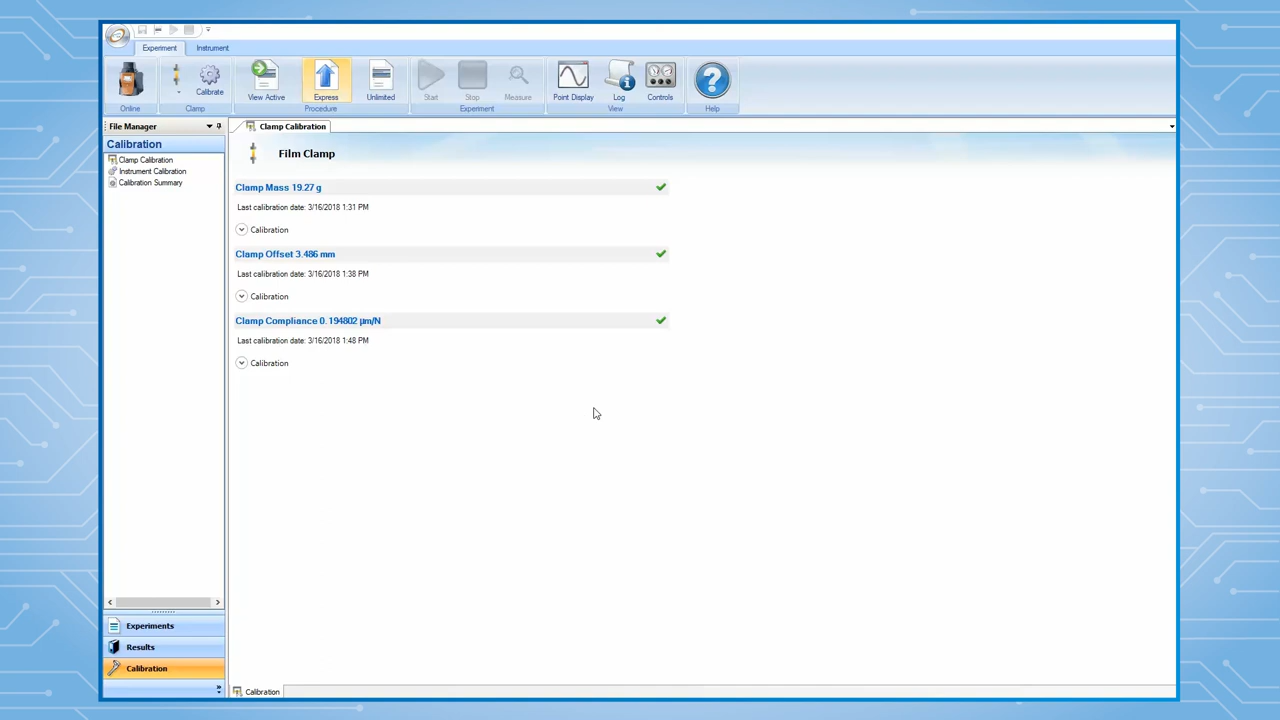 Experiment
Instrument
Calibrate
View Active
Express
Unlimited
Start
Stop
Measure
Point Display
Log
Controls
Online
Clamp
Procedure
Experiment
View
Help
File Manager
Clamp Calibration
Calibration
Clamp Calibration
Instrument Calibration
Calibration Summary
Film Clamp
Clamp Mass 19.27 g
Last calibration date: 3/16/2018 1:31 PM
Calibration
Clamp Offset 3.486 mm
Last calibration date: 3/16/2018 1:38 PM
Calibration
Clamp Compliance 0.194802 µm/N
Last calibration date: 3/16/2018 1:48 PM
Calibration
Experiments
Results
Calibration
Calibration